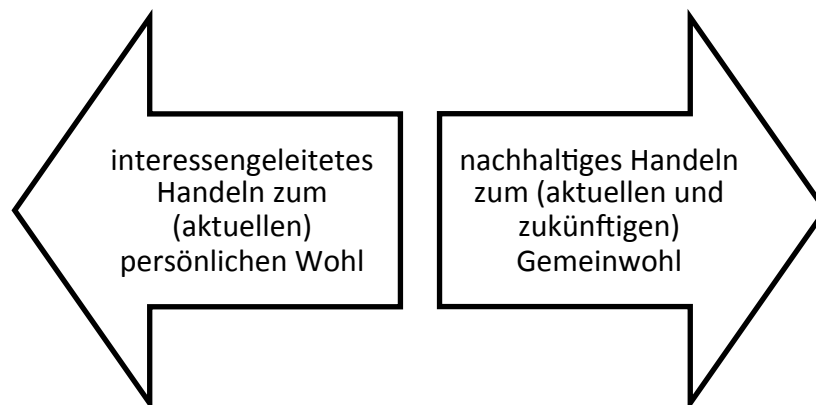 interessengeleitetes
Handeln zum
(aktuellen)
persönlichen Wohl
nachhaltiges Handeln
zum (aktuellen und
zukünftigen)
Gemeinwohl